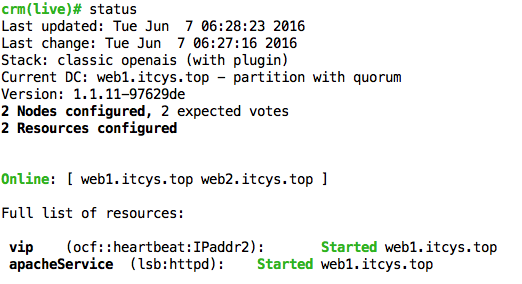 crm(live)# status
Last updated: Tue Jun  7 06:28:23 2016
Last change: Tue Jun  7 06:27:16 2016
Stack: classic openais (with plugin)
Current DC: web1.itcys.top - partition with quorum
Version: 1.1.11-97629de
2 Nodes configured, 2 expected votes
2 Resources configured
Online: [ web1.itcys.top web2.itcys.top ]
Full list of resources:
vip    (ocf::heartbeat:IPaddr2):       Started web1.itcys.top
apacheService  (lsb:httpd):    Started web1.itcys.top